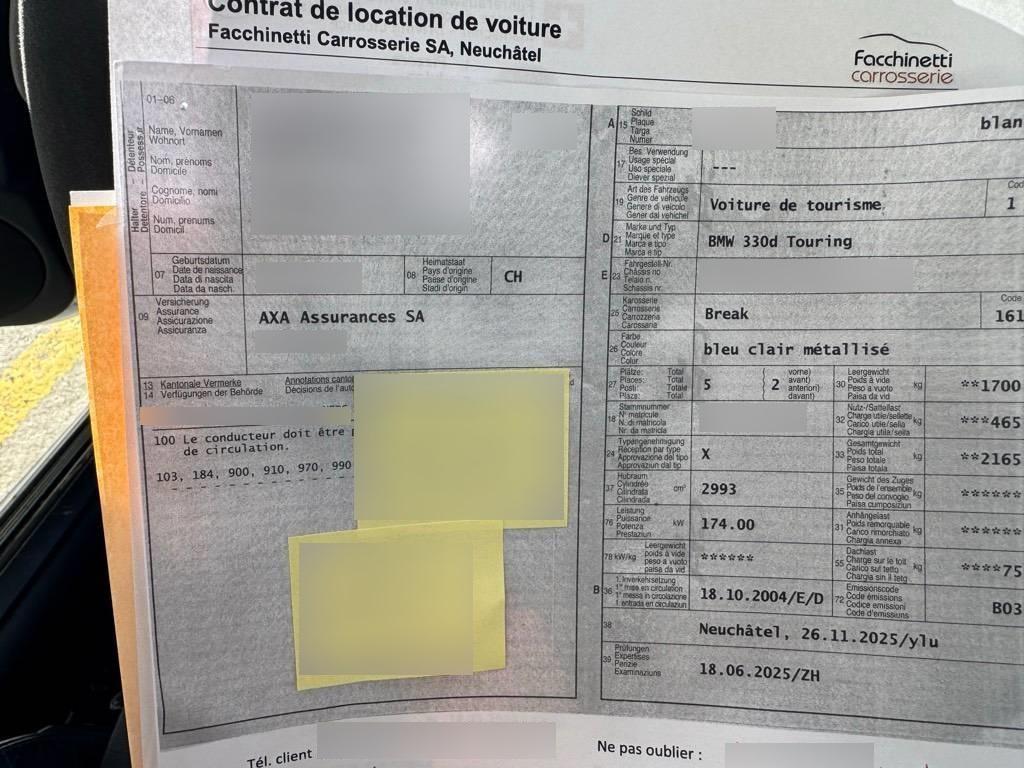 Contrat de location de voiture
Facchinetti Carrosserie SA, Neuchâtel
Facchinetti
carrosserie
01-06
Halter - Détenteur
Detentore - Possess.r
Name, Vornamen
Wohnort
Nom, prénoms
Domicile
Cognome, nomi
Domicilio
Num, prenums
Domicil
07 Geburtsdatum
Date de naissance
Data di nascita
Data da nasch.
08 Heimatstaat
Pays d'origine
Paese d'origine
Stadi d'origin
CH
09 Versicherung
Assurance
Assicurazione
Assicuranza
AXA Assurances SA
13 Kantonale Vermerke Annotations canto
14 Verfügungen der Behörde Décisions de l'auto
100 Le conducteur doit être
de circulation.
103, 184, 900, 910, 970, 990
A 15 Schild
Plaque
Targa
Numer
blan
17 Bes. Verwendung
Usage spécial
Uso speciale
Diever spezial
---
19 Art des Fahrzeugs
Genre de véhicule
Genere di veicolo
Gener dal vehichel
Voiture de tourisme
Cod
1
D 21 Marke und Typ
Marque et type
Marca e tipo
Marca e tip
BMW 330d Touring
E 23 Fahrgestell-Nr.
Châssis no
Telaio n.
Schassis nr.
25 Karosserie
Carrosserie
Carrozzeria
Carossaria
Break
Code
161
26 Farbe
Couleur
Colore
Colur
bleu clair métallisé
27 Plätze: Total
Places: Total
Posti: Totale
Plazs: Total
5
2
vorne)
avant)
anteriori)
davant)
30 Leergewicht
Poids à vide
Peso a vuoto
Paisa da vid
kg
**1700
18 Stammnummer
N° matricule
N. di matricola
Nr. da matricla
32 Nutz-/Sattellast
Charge utile/sellette
Carico utile/sella
Chargia utila/sella
kg
***465
24 Typengenehmigung
Réception par type
Approvazione del tipo
Approvaziun dal tip
X
33 Gesamtgewicht
Poids total
Peso totale
Paisa totala
kg
**2165
37 Hubraum
Cylindrée
Cilindrata
Cilindrada
cm³
2993
35 Gewicht des Zuges
Poids de l'ensemble
Peso del convoglio
Paisa cumposiziun
kg
******
76 Leistung
Puissance
Potenza
Prestaziun
kW
174.00
31 Anhängelast
Poids remorquable
Carico rimorchiato
Chargia annexa
kg
******
78 kW/kg Leergewicht
poids à vide
peso a vuoto
paisa da vid
******
55 Dachlast
Charge sur le toit
Carico sul tetto
Chargia sin il tetg
kg
****75
B 36 1. Inverkehrsetzung
1re mise en circulation
1a messa in circolazione
1. entrada en circulaziun
18.10.2004/E/D
72 Emissionscode
Code émissions
Codice emissioni
Code d'emissiuns
B03
38
Neuchâtel, 26.11.2025/ylu
39 Prüfungen
Expertises
Perizie
Examinaziuns
18.06.2025/ZH
Tél. client
Ne pas oublier :